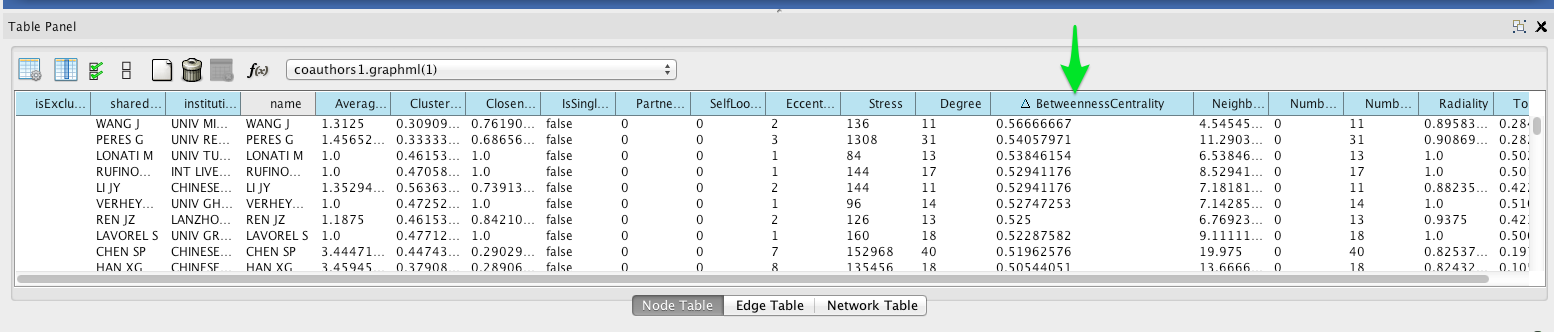 Table Panel
f(x) coauthors1.graphml(1)
isExclu... shared... instituti... name Averag... Cluster... Closen... IsSingl... Partne... SelfLoo... Eccent... Stress Degree BetweennessCentrality Neighb... Numb... Numb... Radiality To
WANG J UNIV MI... WANG J 1.3125 0.30909... 0.76190... false 0 0 2 136 11 0.56666667 4.54545... 0 11 0.89583... 0.284
PERES G UNIV RE... PERES G 1.45652... 0.33333... 0.68656... false 0 0 3 1308 31 0.54057971 11.2903... 0 31 0.90869... 0.282
LONATI M UNIV TU... LONATI M 1.0 0.46153... 1.0 false 0 0 1 84 13 0.53846154 6.53846... 0 13 1.0 0.502
RUFINO... INT LIVE... RUFINO... 1.0 0.47058... 1.0 false 0 0 1 144 17 0.52941176 8.52941... 0 17 1.0 0.501
LI JY CHINESE... LI JY 1.35294... 0.56363... 0.73913... false 0 0 2 144 11 0.52941176 7.18181... 0 11 0.88235... 0.422
VERHEY... UNIV GH... VERHEY... 1.0 0.47252... 1.0 false 0 0 1 96 14 0.52747253 7.14285... 0 14 1.0 0.510
REN JZ LANZHO... REN JZ 1.1875 0.46153... 0.84210... false 0 0 2 126 13 0.525 6.76923... 0 13 0.9375 0.423
LAVOREL S UNIV GR... LAVOREL S 1.0 0.47712... 1.0 false 0 0 1 160 18 0.52287582 9.11111... 0 18 1.0 0.506
CHEN SP CHINESE... CHEN SP 3.44471... 0.44743... 0.29029... false 0 0 7 152968 40 0.51962576 19.975 0 40 0.82537... 0.197
HAN XG CHINESE... HAN XG 3.45945... 0.37908... 0.28906... false 0 0 8 135456 18 0.50544051 13.6666... 0 18 0.82432...
Node Table Edge Table Network Table